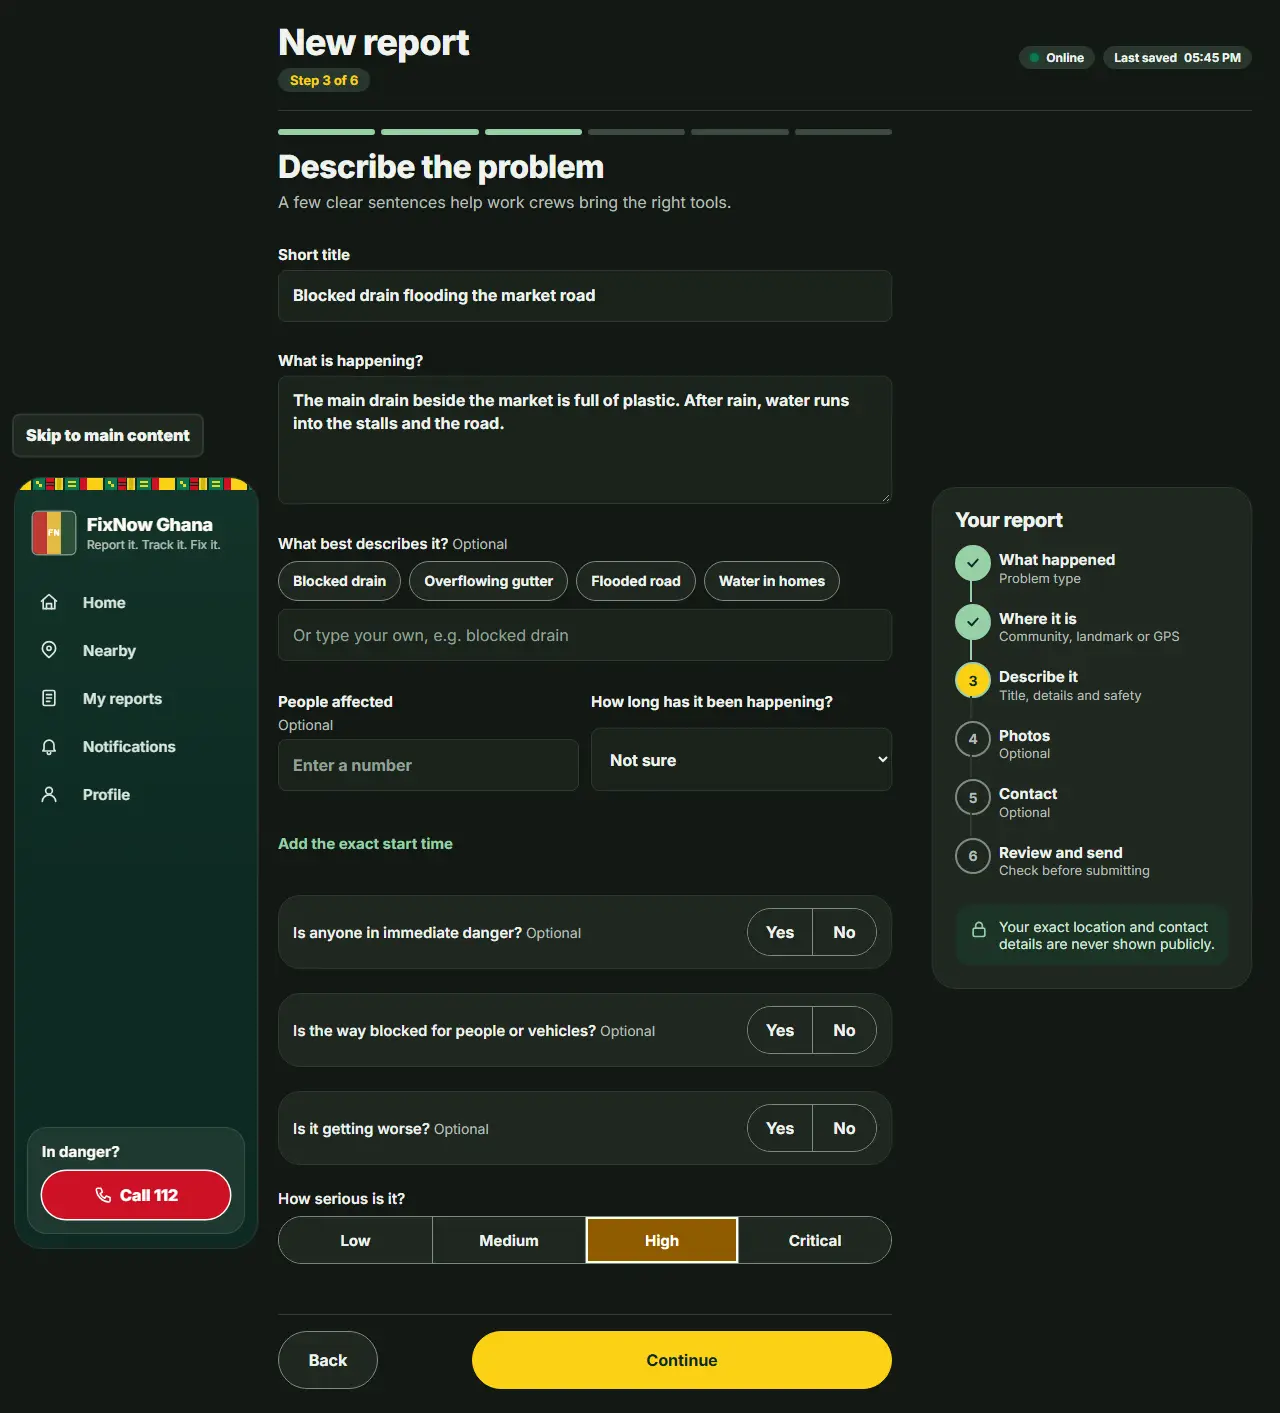 New report
Step 3 of 6
Online
Last saved 05:45 PM
Describe the problem
A few clear sentences help work crews bring the right tools.
Short title
Blocked drain flooding the market road
What is happening?
The main drain beside the market is full of plastic. After rain, water runs
into the stalls and the road.
What best describes it? Optional
Blocked drain
Overflowing gutter
Flooded road
Water in homes
Or type your own, e.g. blocked drain
People affected
Optional
Enter a number
How long has it been happening?
Not sure
Add the exact start time
Is anyone in immediate danger? Optional
Yes
No
Is the way blocked for people or vehicles? Optional
Yes
No
Is it getting worse? Optional
Yes
No
How serious is it?
Low
Medium
High
Critical
Back
Continue
Skip to main content
FN
FixNow Ghana
Report it. Track it. Fix it.
Home
Nearby
My reports
Notifications
Profile
In danger?
Call 112
Your report
What happened
Problem type
Where it is
Community, landmark or GPS
3
Describe it
Title, details and safety
4
Photos
Optional
5
Contact
Optional
6
Review and send
Check before submitting
Your exact location and contact
details are never shown publicly.